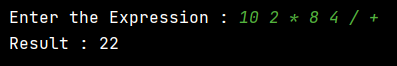 Enter the Expression : 10 2 * 8 4 / +
Result : 22